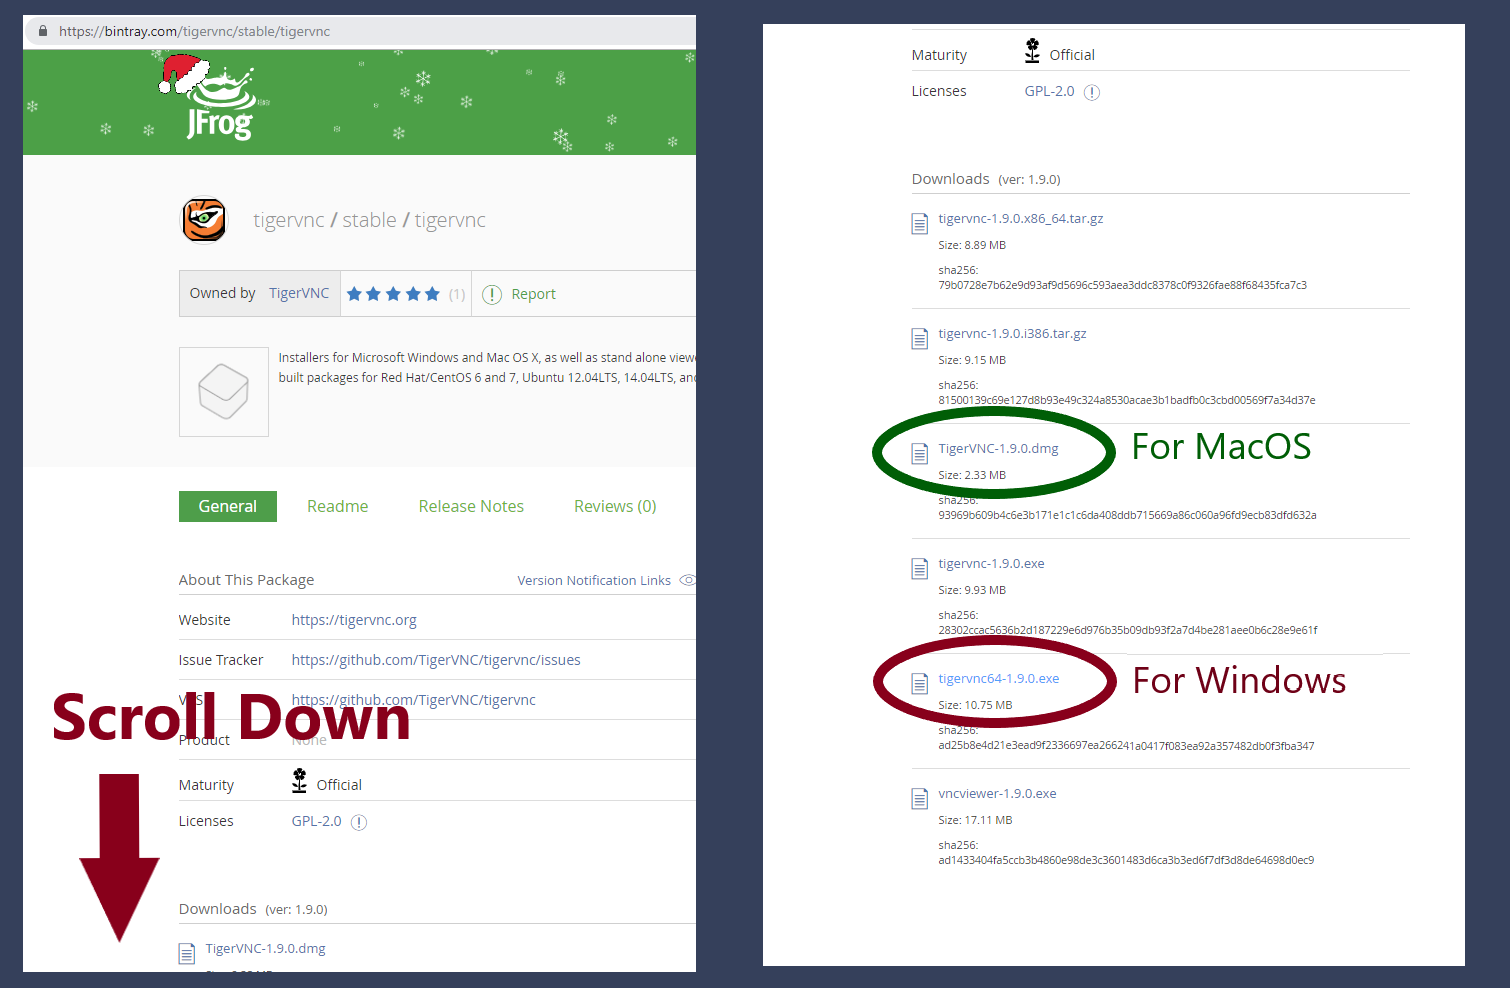 https://bintray.com/tigervnc/stable/tigervnc
JFrog
tigervnc / stable / tigervnc
Owned by TigerVNC (1) Report
Installers for Microsoft Windows and Mac OS X, as well as stand alone viewe
built packages for Red Hat/CentOS 6 and 7, Ubuntu 12.04LTS, 14.04LTS, and
General Readme Release Notes Reviews (0)
About This Package Version Notification Links
Website https://tigervnc.org
Issue Tracker https://github.com/TigerVNC/tigervnc/issues
VCS https://github.com/TigerVNC/tigervnc
Scroll Down
Product None
Maturity Official
Licenses GPL-2.0
Downloads (ver: 1.9.0)
TigerVNC-1.9.0.dmg
Maturity Official
Licenses GPL-2.0
Downloads (ver: 1.9.0)
tigervnc-1.9.0.x86_64.tar.gz
Size: 8.89 MB
sha256:
79b0728e7b62e9d93af9d5696c593aea3ddc8378c0f9326fae88f68435fca7c3
tigervnc-1.9.0.i386.tar.gz
Size: 9.15 MB
sha256:
81500139c69e127d8b93e49c324a8530acae3b1badfb0c3cbd00569f7a34d37e
TigerVNC-1.9.0.dmg
For MacOS
Size: 2.33 MB
sha256:
93969b609b4c6e3b171e1c1c6da408ddb715669a86c060a96fd9ecb83dfd632a
tigervnc-1.9.0.exe
Size: 9.93 MB
sha256:
28302ccac5636b2d187229e6d976b35b09db93f2a7d4be281aee0b6c28e9e61f
tigervnc64-1.9.0.exe
For Windows
Size: 10.75 MB
sha256:
ad25b8e4d21e3ead9f2336697ea266241a0417f083ea92a357482db0f3fba347
vncviewer-1.9.0.exe
Size: 17.11 MB
sha256:
ad1433404fa5ccb3b4860e98de3c3601483d6ca3b3ed6f7df3d8de64698d0ec9